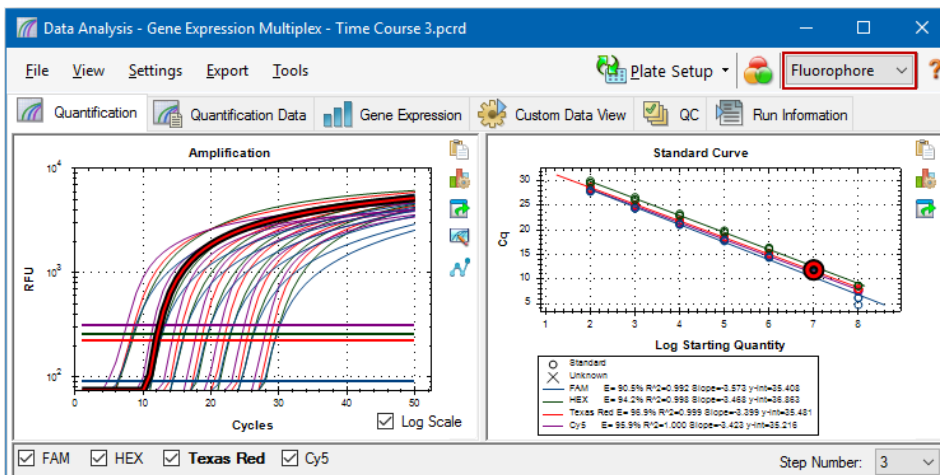 Data Analysis - Gene Expression Multiplex - Time Course 3.pcrd
File View Settings Export Tools Plate Setup Fluorophore ?
Quantification Quantification Data Gene Expression Custom Data View QC Run Information
Amplification
10^4
10^3
10^2
RFU
0 10 20 30 40 50
Cycles
Log Scale
Standard Curve
30
25
20
15
10
5
Cq
1 2 3 4 5 6 7 8
Log Starting Quantity
Standard
Unknown
FAM E= 90.5% R^2=0.992 Slope=-3.573 y-int=35.408
HEX E= 94.2% R^2=0.998 Slope=-3.468 y-int=36.863
Texas Red E= 96.9% R^2=0.999 Slope=-3.399 y-int=35.481
Cy5 E= 95.9% R^2=1.000 Slope=-3.423 y-int=35.216
FAM HEX Texas Red Cy5 Step Number: 3